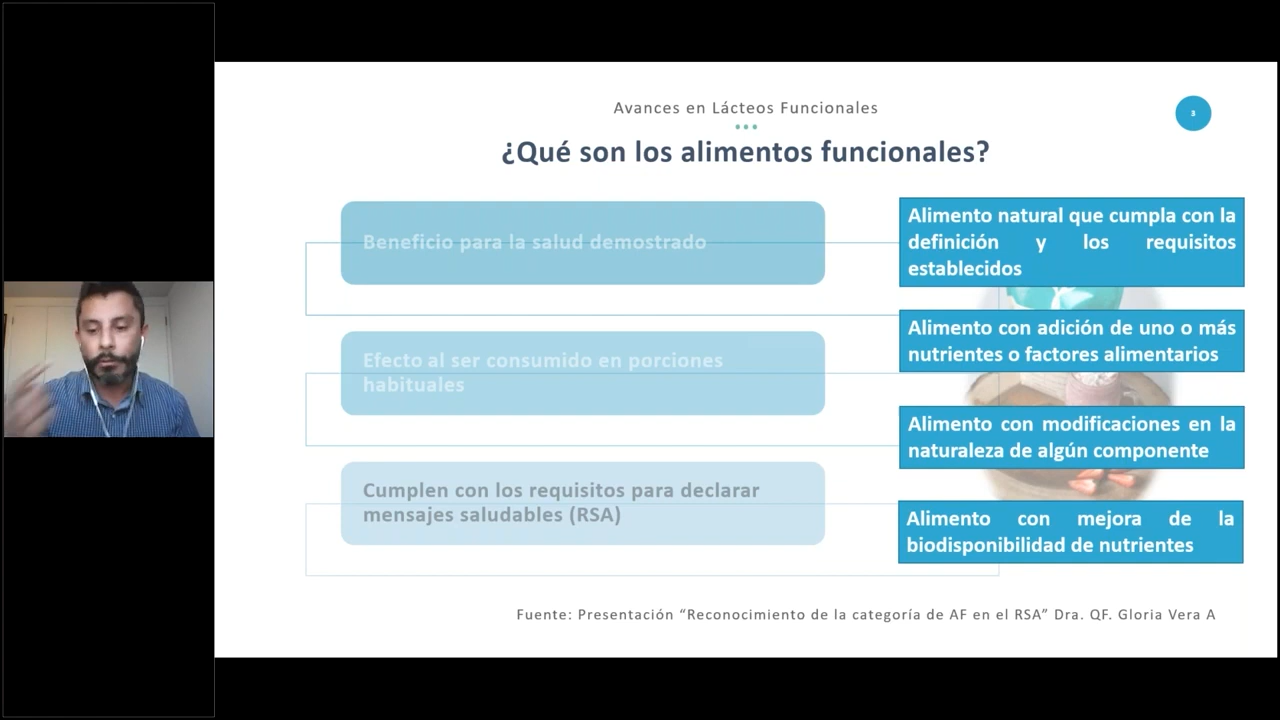 Avances en Lácteos Funcionales
3
¿Qué son los alimentos funcionales?
Beneficio para la salud demostrado
Efecto al ser consumido en porciones
habituales
Cumplen con los requisitos para declarar
mensajes saludables (RSA)
Alimento natural que cumpla con la
definición y los requisitos
establecidos
Alimento con adición de uno o más
nutrientes o factores alimentarios
Alimento con modificaciones en la
naturaleza de algún componente
Alimento con mejora de la
biodisponibilidad de nutrientes
Fuente: Presentación “Reconocimiento de la categoría de AF en el RSA” Dra. QF. Gloria Vera A